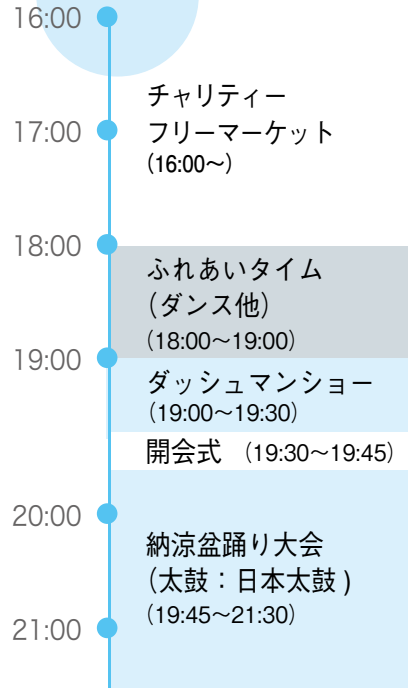 16:00
チャリティー
17:00
フリーマーケット
(16:00〜)
18:00
ふれあいタイム
(ダンス他)
(18:00〜19:00)
19:00
ダッシュマンショー
(19:00〜19:30)
開会式 (19:30〜19:45)
20:00
納涼盆踊り大会
(太鼓：日本太鼓 )
(19:45〜21:30)
21:00